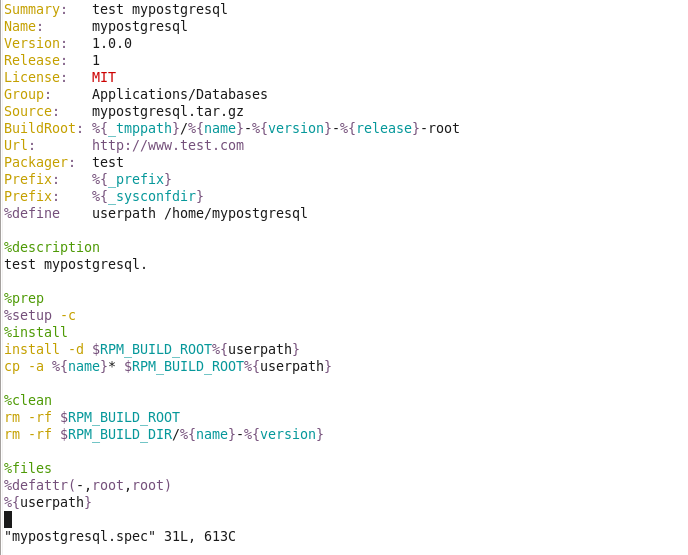 Summary: test mypostgresql
Name: mypostgresql
Version: 1.0.0
Release: 1
License: MIT
Group: Applications/Databases
Source: mypostgresql.tar.gz
BuildRoot: %{_tmppath}/%{name}-%{version}-%{release}-root
Url: http://www.test.com
Packager: test
Prefix: %{_prefix}
Prefix: %{_sysconfdir}
%define userpath /home/mypostgresql
%description
test mypostgresql.
%prep
%setup -c
%install
install -d $RPM_BUILD_ROOT%{userpath}
cp -a %{name}* $RPM_BUILD_ROOT%{userpath}
%clean
rm -rf $RPM_BUILD_ROOT
rm -rf $RPM_BUILD_DIR/%{name}-%{version}
%files
%defattr(-,root,root)
%{userpath}
"mypostgresql.spec" 31L, 613C